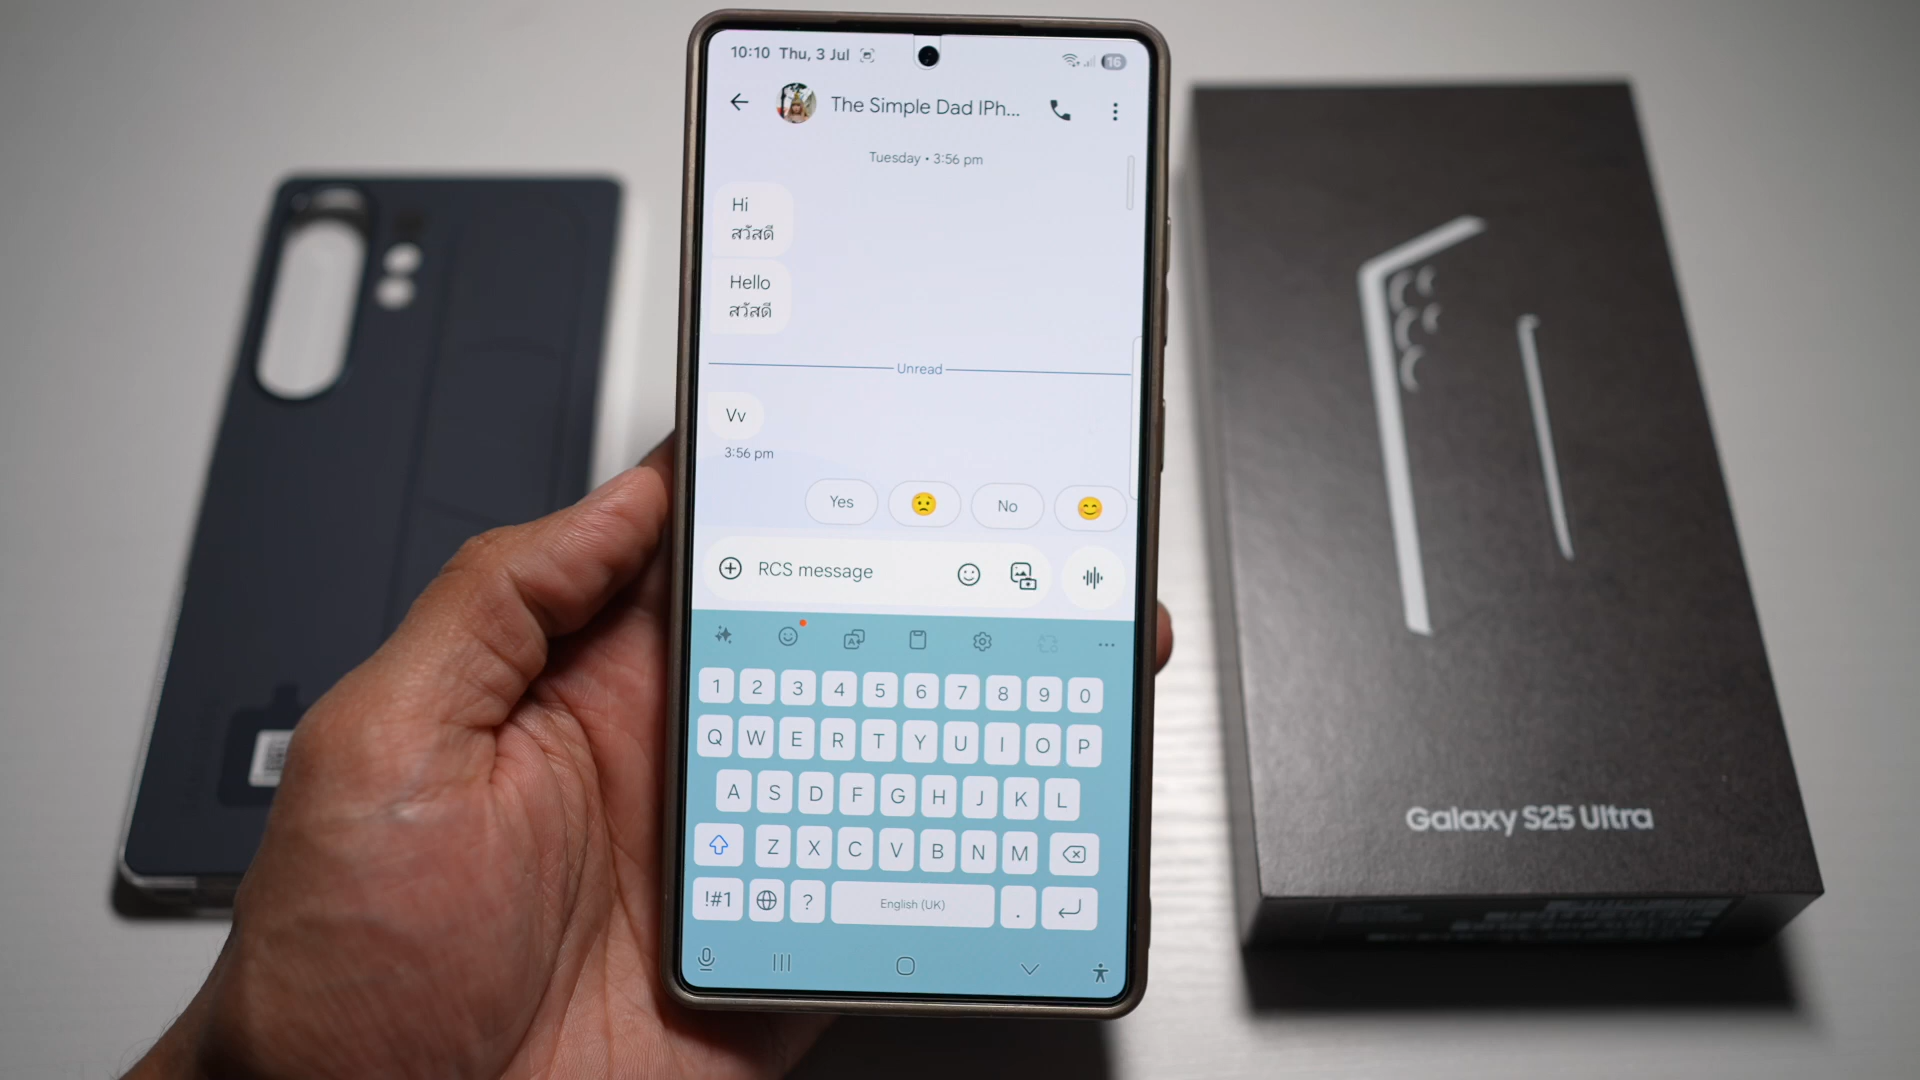 10:10 Thu, 3 Jul
16
The Simple Dad IPh...
Tuesday • 3:56 pm
Hi
สวัสดี
Hello
สวัสดี
Unread
Vv
3:56 pm
Yes
No
RCS message
1 2 3 4 5 6 7 8 9 0
Q W E R T Y U I O P
A S D F G H J K L
Z X C V B N M
!#1 ? English (UK) .
Galaxy S25 Ultra